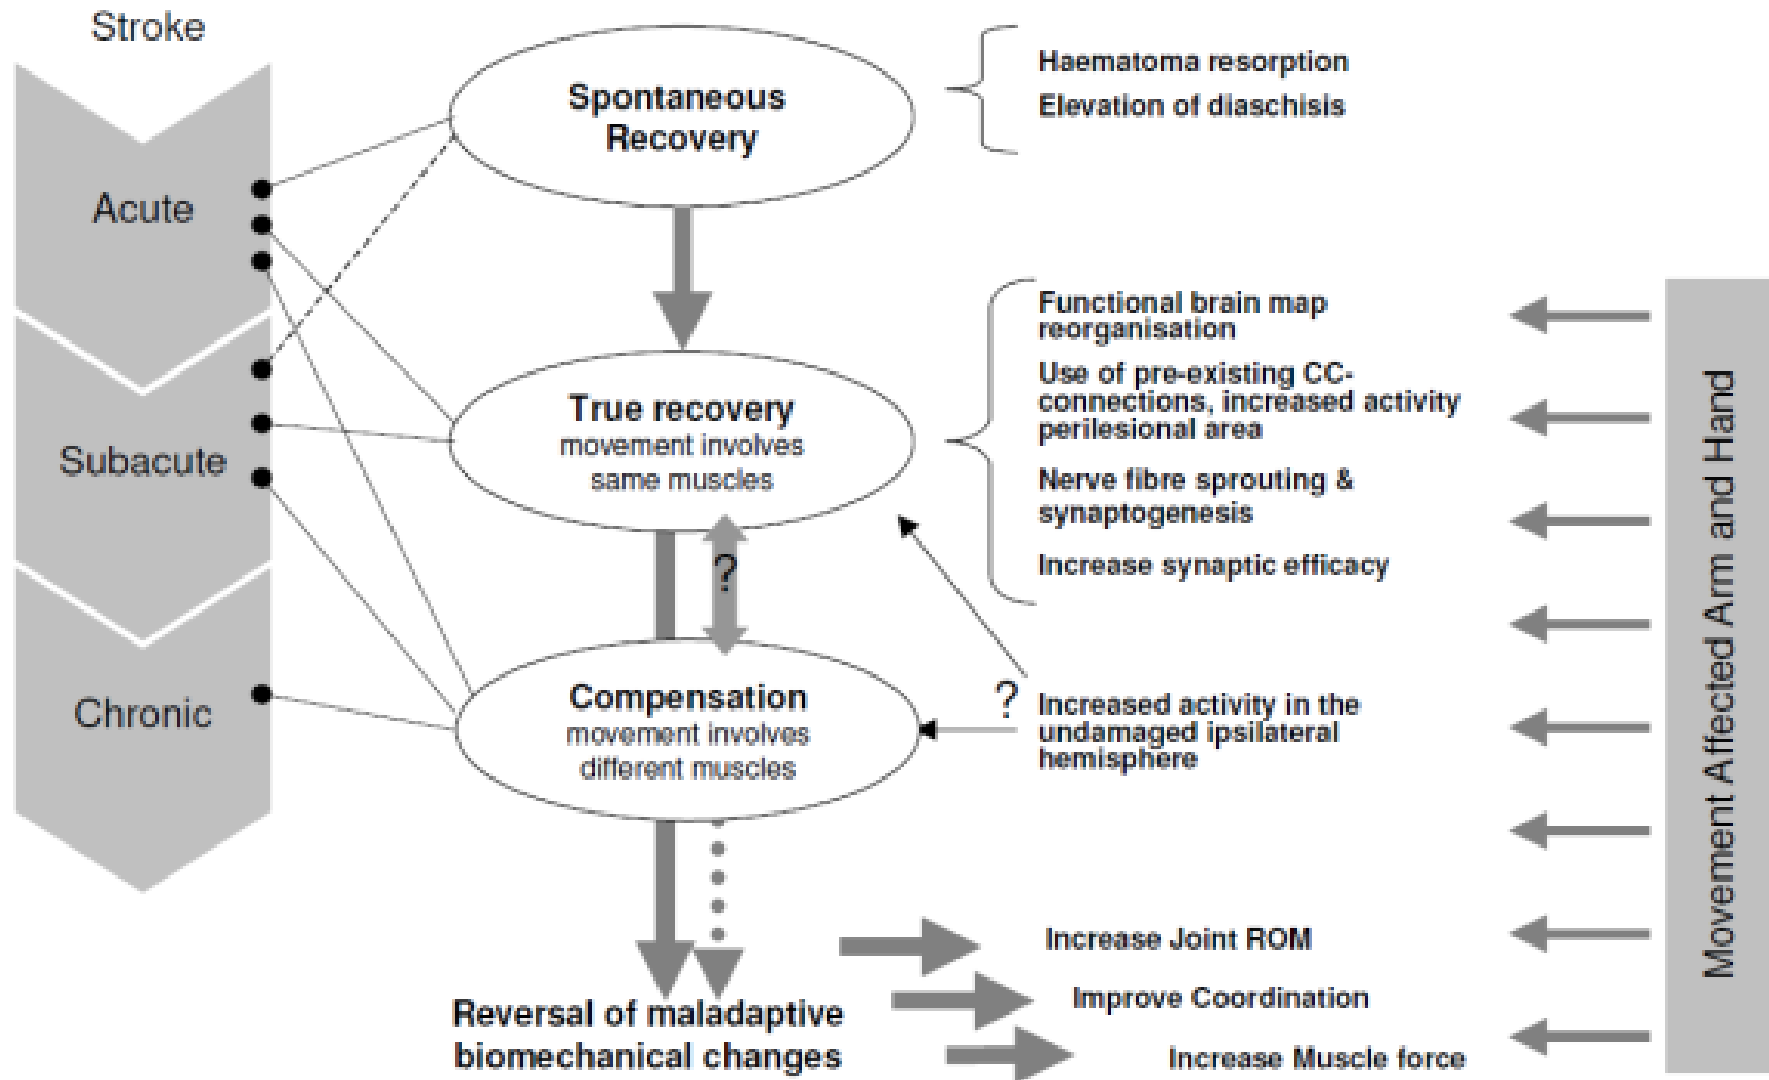 Stroke
Acute
Subacute
Chronic
Spontaneous
Recovery
Haematoma resorption
Elevation of diaschisis
True recovery
movement involves
same muscles
Functional brain map
reorganisation
Use of pre-existing CC-
connections, increased activity
perilesional area
Nerve fibre sprouting &
synaptogenesis
Increase synaptic efficacy
?
Compensation
movement involves
different muscles
?
Increased activity in the
undamaged ipsilateral
hemisphere
Reversal of maladaptive
biomechanical changes
Increase Joint ROM
Improve Coordination
Increase Muscle force
Movement Affected Arm and Hand